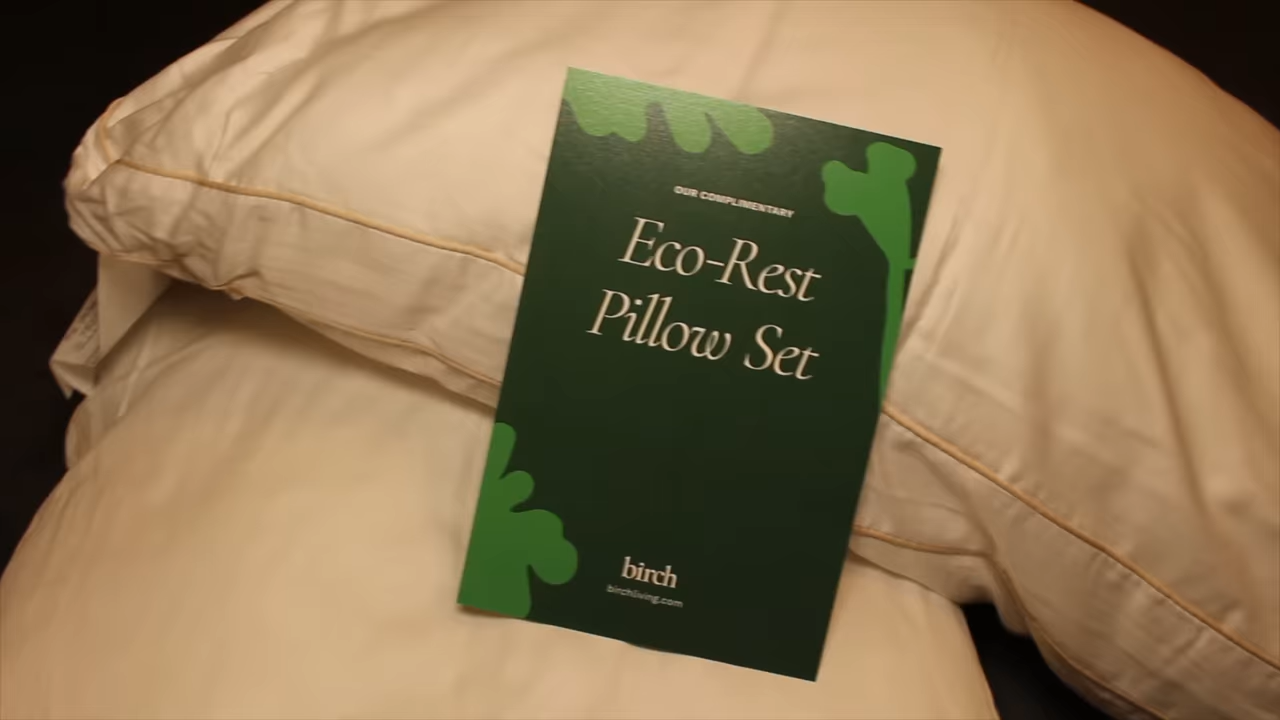 OUR COMPLIMENTARY
Eco-Rest
Pillow Set
birch
birchliving.com